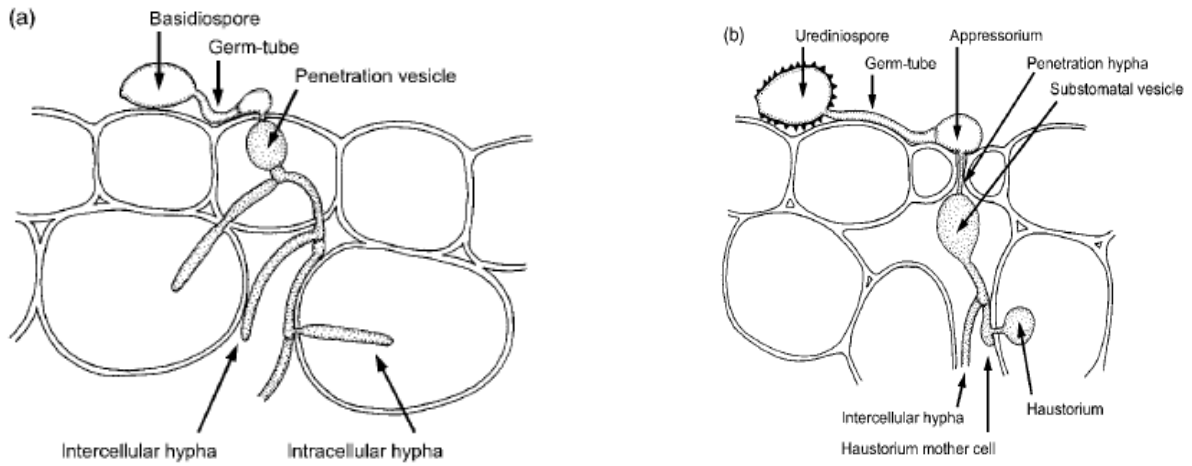 (a)
Basidiospore
Germ-tube
Penetration vesicle
Intercellular hypha
Intracellular hypha
(b)
Urediniospore
Appressorium
Germ-tube
Penetration hypha
Substomatal vesicle
Intercellular hypha
Haustorium
Haustorium mother cell